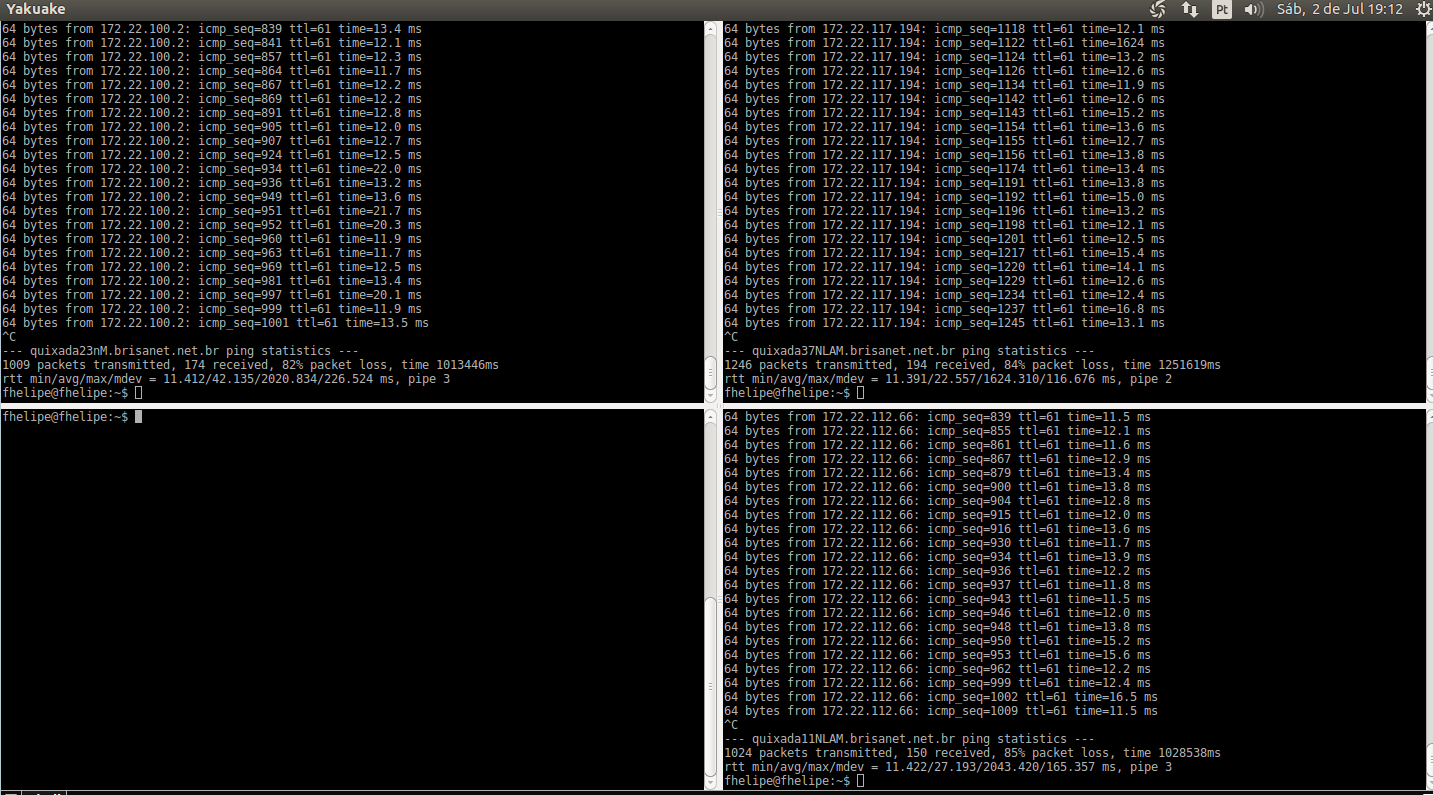 Yakuake
Pt
Sáb, 2 de Jul 19:12
64 bytes from 172.22.100.2: icmp_seq=839 ttl=61 time=13.4 ms
64 bytes from 172.22.100.2: icmp_seq=841 ttl=61 time=12.1 ms
64 bytes from 172.22.100.2: icmp_seq=857 ttl=61 time=12.3 ms
64 bytes from 172.22.100.2: icmp_seq=864 ttl=61 time=11.7 ms
64 bytes from 172.22.100.2: icmp_seq=867 ttl=61 time=12.2 ms
64 bytes from 172.22.100.2: icmp_seq=869 ttl=61 time=12.2 ms
64 bytes from 172.22.100.2: icmp_seq=891 ttl=61 time=12.8 ms
64 bytes from 172.22.100.2: icmp_seq=905 ttl=61 time=12.0 ms
64 bytes from 172.22.100.2: icmp_seq=907 ttl=61 time=12.7 ms
64 bytes from 172.22.100.2: icmp_seq=924 ttl=61 time=12.5 ms
64 bytes from 172.22.100.2: icmp_seq=934 ttl=61 time=22.0 ms
64 bytes from 172.22.100.2: icmp_seq=936 ttl=61 time=13.2 ms
64 bytes from 172.22.100.2: icmp_seq=949 ttl=61 time=13.6 ms
64 bytes from 172.22.100.2: icmp_seq=951 ttl=61 time=21.7 ms
64 bytes from 172.22.100.2: icmp_seq=952 ttl=61 time=20.3 ms
64 bytes from 172.22.100.2: icmp_seq=960 ttl=61 time=11.9 ms
64 bytes from 172.22.100.2: icmp_seq=963 ttl=61 time=11.7 ms
64 bytes from 172.22.100.2: icmp_seq=969 ttl=61 time=12.5 ms
64 bytes from 172.22.100.2: icmp_seq=981 ttl=61 time=13.4 ms
64 bytes from 172.22.100.2: icmp_seq=997 ttl=61 time=20.1 ms
64 bytes from 172.22.100.2: icmp_seq=999 ttl=61 time=11.9 ms
64 bytes from 172.22.100.2: icmp_seq=1001 ttl=61 time=13.5 ms
^C
--- quixada23nM.brisanet.net.br ping statistics ---
1009 packets transmitted, 174 received, 82% packet loss, time 1013446ms
rtt min/avg/max/mdev = 11.412/42.135/2020.834/226.524 ms, pipe 3
fhelipe@fhelipe:~$
64 bytes from 172.22.117.194: icmp_seq=1118 ttl=61 time=12.1 ms
64 bytes from 172.22.117.194: icmp_seq=1122 ttl=61 time=1624 ms
64 bytes from 172.22.117.194: icmp_seq=1124 ttl=61 time=13.2 ms
64 bytes from 172.22.117.194: icmp_seq=1126 ttl=61 time=12.6 ms
64 bytes from 172.22.117.194: icmp_seq=1134 ttl=61 time=11.9 ms
64 bytes from 172.22.117.194: icmp_seq=1142 ttl=61 time=12.6 ms
64 bytes from 172.22.117.194: icmp_seq=1143 ttl=61 time=15.2 ms
64 bytes from 172.22.117.194: icmp_seq=1154 ttl=61 time=13.6 ms
64 bytes from 172.22.117.194: icmp_seq=1155 ttl=61 time=12.7 ms
64 bytes from 172.22.117.194: icmp_seq=1156 ttl=61 time=13.8 ms
64 bytes from 172.22.117.194: icmp_seq=1174 ttl=61 time=13.4 ms
64 bytes from 172.22.117.194: icmp_seq=1191 ttl=61 time=13.8 ms
64 bytes from 172.22.117.194: icmp_seq=1192 ttl=61 time=15.0 ms
64 bytes from 172.22.117.194: icmp_seq=1196 ttl=61 time=13.2 ms
64 bytes from 172.22.117.194: icmp_seq=1198 ttl=61 time=12.1 ms
64 bytes from 172.22.117.194: icmp_seq=1201 ttl=61 time=12.5 ms
64 bytes from 172.22.117.194: icmp_seq=1217 ttl=61 time=15.4 ms
64 bytes from 172.22.117.194: icmp_seq=1220 ttl=61 time=14.1 ms
64 bytes from 172.22.117.194: icmp_seq=1229 ttl=61 time=12.6 ms
64 bytes from 172.22.117.194: icmp_seq=1234 ttl=61 time=12.4 ms
64 bytes from 172.22.117.194: icmp_seq=1237 ttl=61 time=16.8 ms
64 bytes from 172.22.117.194: icmp_seq=1245 ttl=61 time=13.1 ms
^C
--- quixada37NLAM.brisanet.net.br ping statistics ---
1246 packets transmitted, 194 received, 84% packet loss, time 1251619ms
rtt min/avg/max/mdev = 11.391/22.557/1624.310/116.676 ms, pipe 2
fhelipe@fhelipe:~$
fhelipe@fhelipe:~$
64 bytes from 172.22.112.66: icmp_seq=839 ttl=61 time=11.5 ms
64 bytes from 172.22.112.66: icmp_seq=855 ttl=61 time=12.1 ms
64 bytes from 172.22.112.66: icmp_seq=861 ttl=61 time=11.6 ms
64 bytes from 172.22.112.66: icmp_seq=867 ttl=61 time=12.9 ms
64 bytes from 172.22.112.66: icmp_seq=879 ttl=61 time=13.4 ms
64 bytes from 172.22.112.66: icmp_seq=900 ttl=61 time=13.8 ms
64 bytes from 172.22.112.66: icmp_seq=904 ttl=61 time=12.8 ms
64 bytes from 172.22.112.66: icmp_seq=915 ttl=61 time=12.0 ms
64 bytes from 172.22.112.66: icmp_seq=916 ttl=61 time=13.6 ms
64 bytes from 172.22.112.66: icmp_seq=930 ttl=61 time=11.7 ms
64 bytes from 172.22.112.66: icmp_seq=934 ttl=61 time=13.9 ms
64 bytes from 172.22.112.66: icmp_seq=936 ttl=61 time=12.2 ms
64 bytes from 172.22.112.66: icmp_seq=937 ttl=61 time=11.8 ms
64 bytes from 172.22.112.66: icmp_seq=943 ttl=61 time=11.5 ms
64 bytes from 172.22.112.66: icmp_seq=946 ttl=61 time=12.0 ms
64 bytes from 172.22.112.66: icmp_seq=948 ttl=61 time=13.8 ms
64 bytes from 172.22.112.66: icmp_seq=950 ttl=61 time=15.2 ms
64 bytes from 172.22.112.66: icmp_seq=953 ttl=61 time=15.6 ms
64 bytes from 172.22.112.66: icmp_seq=962 ttl=61 time=12.2 ms
64 bytes from 172.22.112.66: icmp_seq=999 ttl=61 time=12.4 ms
64 bytes from 172.22.112.66: icmp_seq=1002 ttl=61 time=16.5 ms
64 bytes from 172.22.112.66: icmp_seq=1009 ttl=61 time=11.5 ms
^C
--- quixada11NLAM.brisanet.net.br ping statistics ---
1024 packets transmitted, 150 received, 85% packet loss, time 1028538ms
rtt min/avg/max/mdev = 11.422/27.193/2043.420/165.357 ms, pipe 3
fhelipe@fhelipe:~$